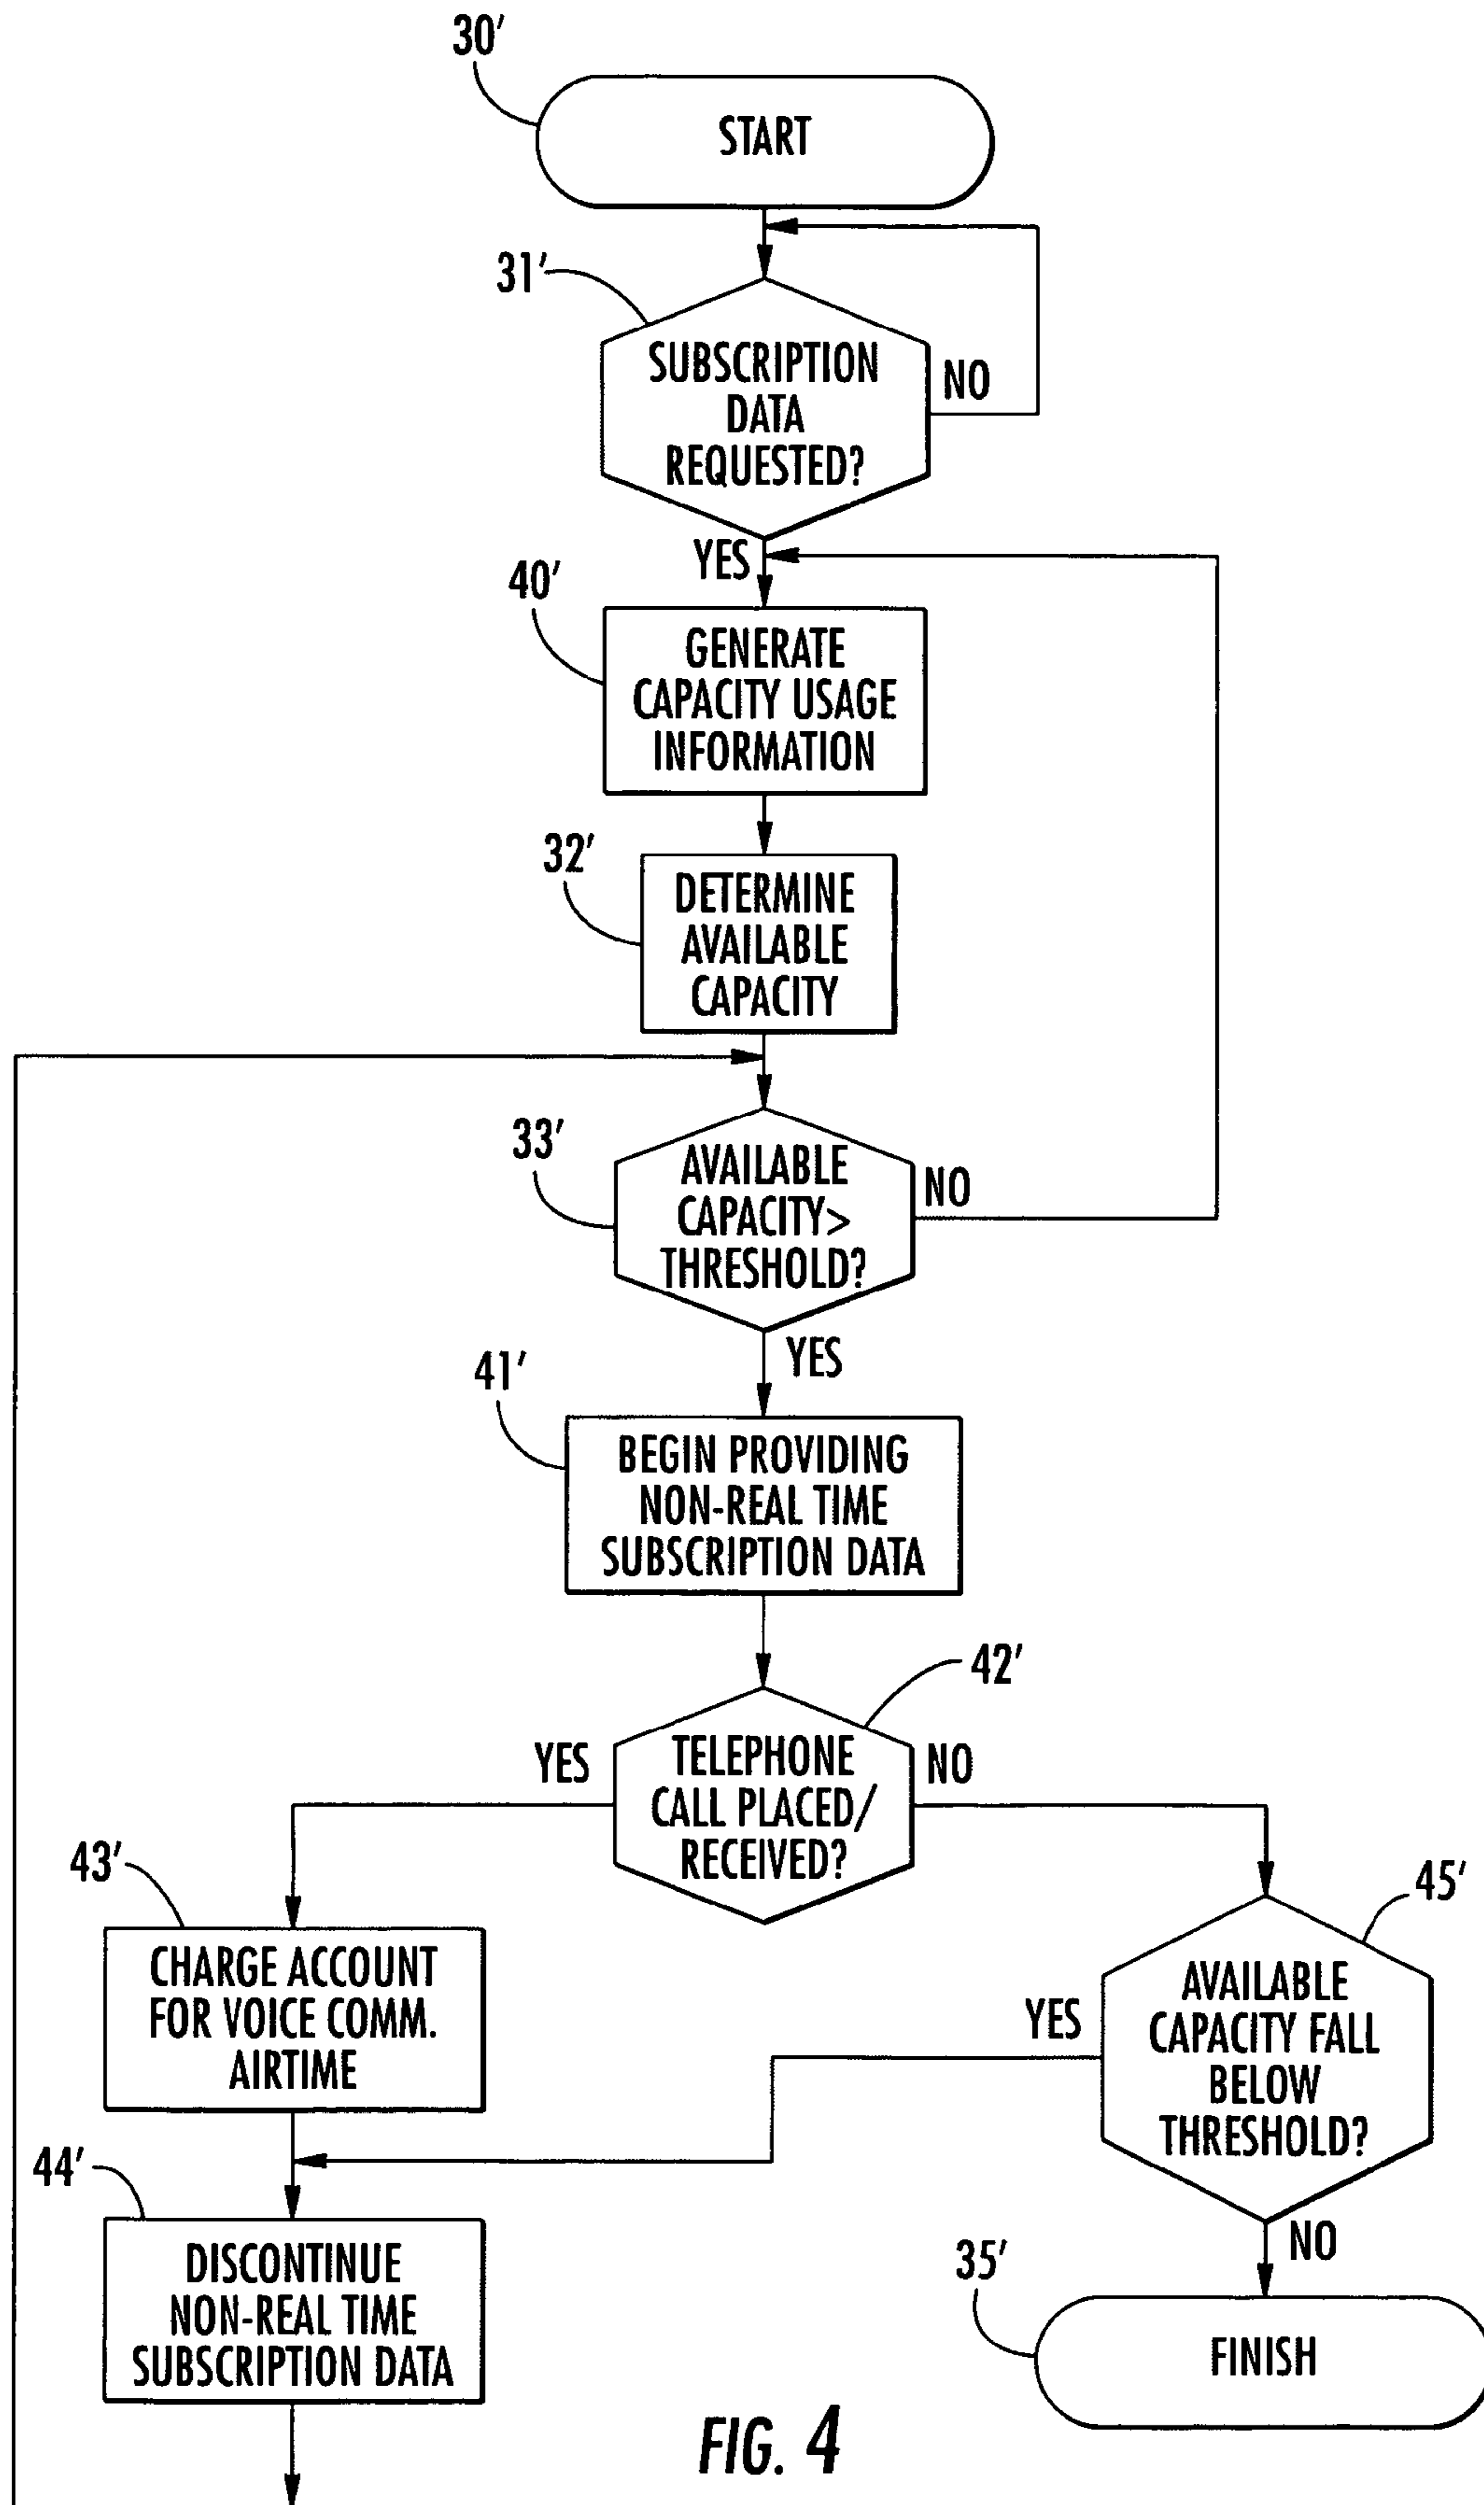 30′
START
31′
SUBSCRIPTION
DATA
REQUESTED?
NO
YES
40′
GENERATE
CAPACITY USAGE
INFORMATION
32′
DETERMINE
AVAILABLE
CAPACITY
33′
AVAILABLE
CAPACITY>
THRESHOLD?
NO
YES
41′
BEGIN PROVIDING
NON-REAL TIME
SUBSCRIPTION DATA
42′
TELEPHONE
CALL PLACED/
RECEIVED?
YES
NO
43′
CHARGE ACCOUNT
FOR VOICE COMM.
AIRTIME
45′
AVAILABLE
CAPACITY FALL
BELOW
THRESHOLD?
YES
NO
44′
DISCONTINUE
NON-REAL TIME
SUBSCRIPTION DATA
35′
FINISH
FIG. 4